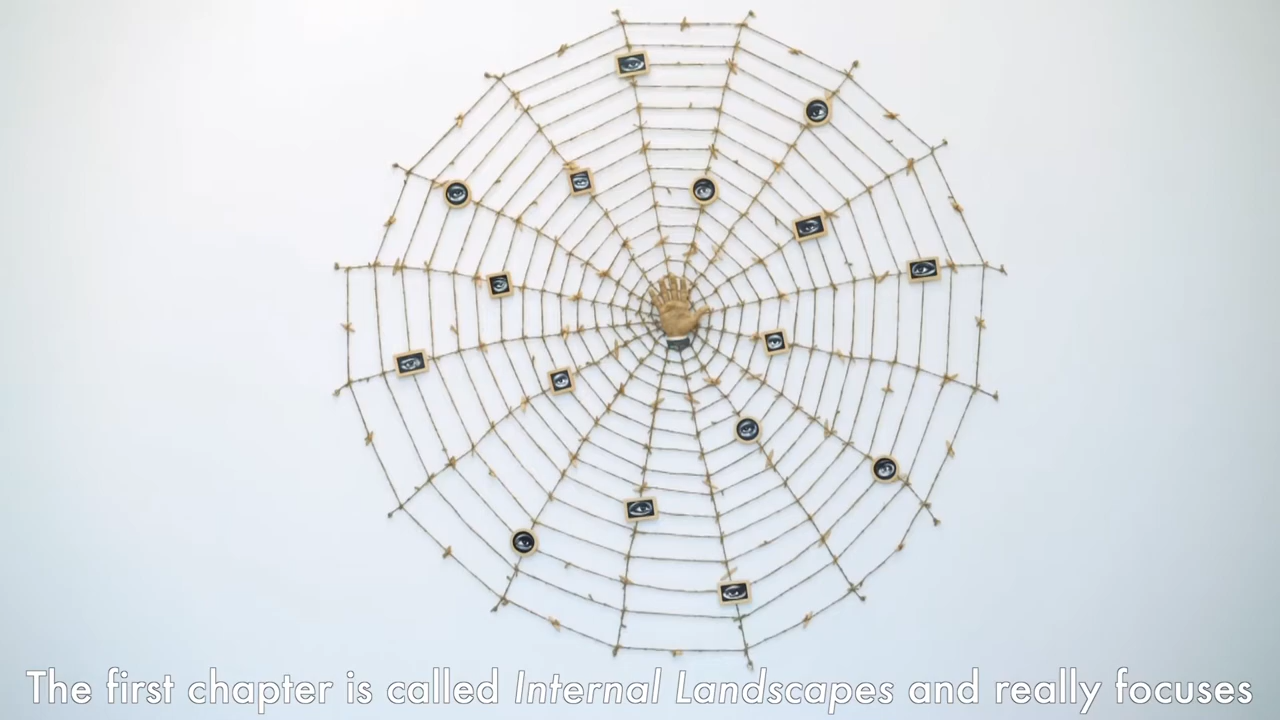 The first chapter is called Internal Landscapes and really focuses